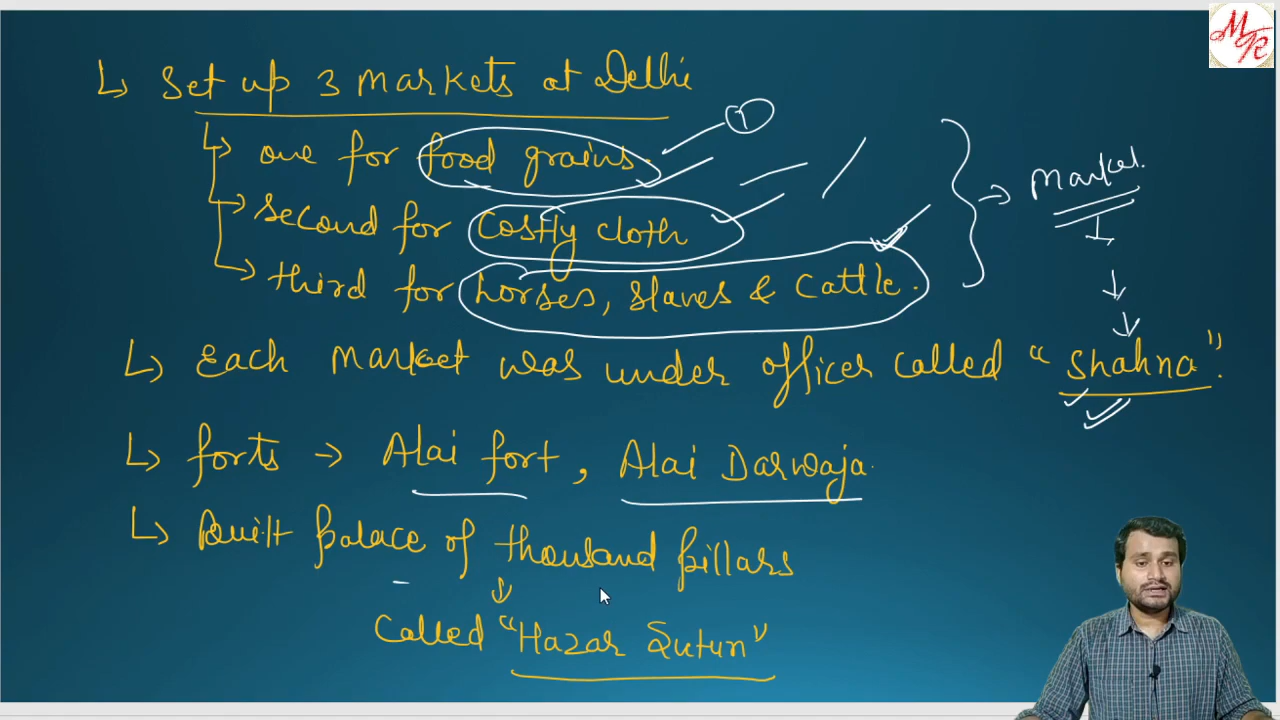 MR
↳ Set up 3 markets at Delhi
↳ one for food grains. 1
↳ second for costly cloth
↳ third for horses, slaves & cattle.
→ Market.
↳ Each market was under officer called “Shahna”.
↳ forts → Alai fort, Alai Darwaja.
↳ Built palace of thousand pillars
↓
called “Hazar Sutun”